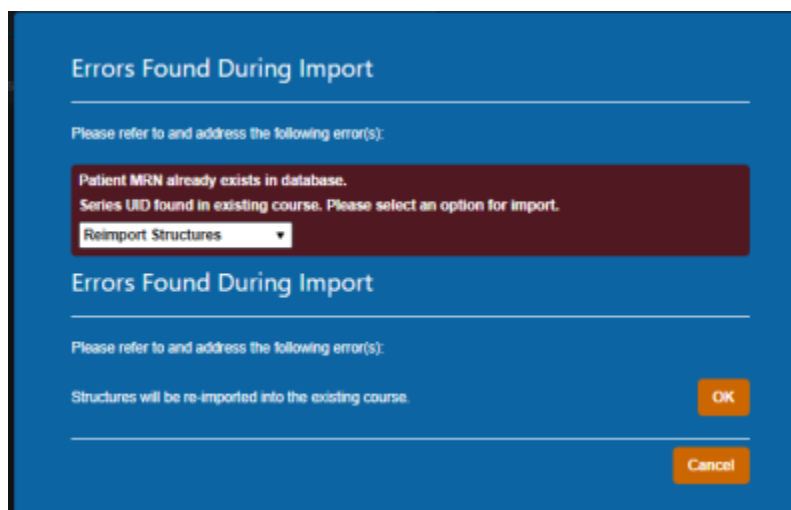 Errors Found During Import
Please refer to and address the following error(s):
Patient MRN already exists in database.
Series UID found in existing course. Please select an option for import.
Reimport Structures
Errors Found During Import
Please refer to and address the following error(s):
Structures will be re-imported into the existing course.
OK
Cancel